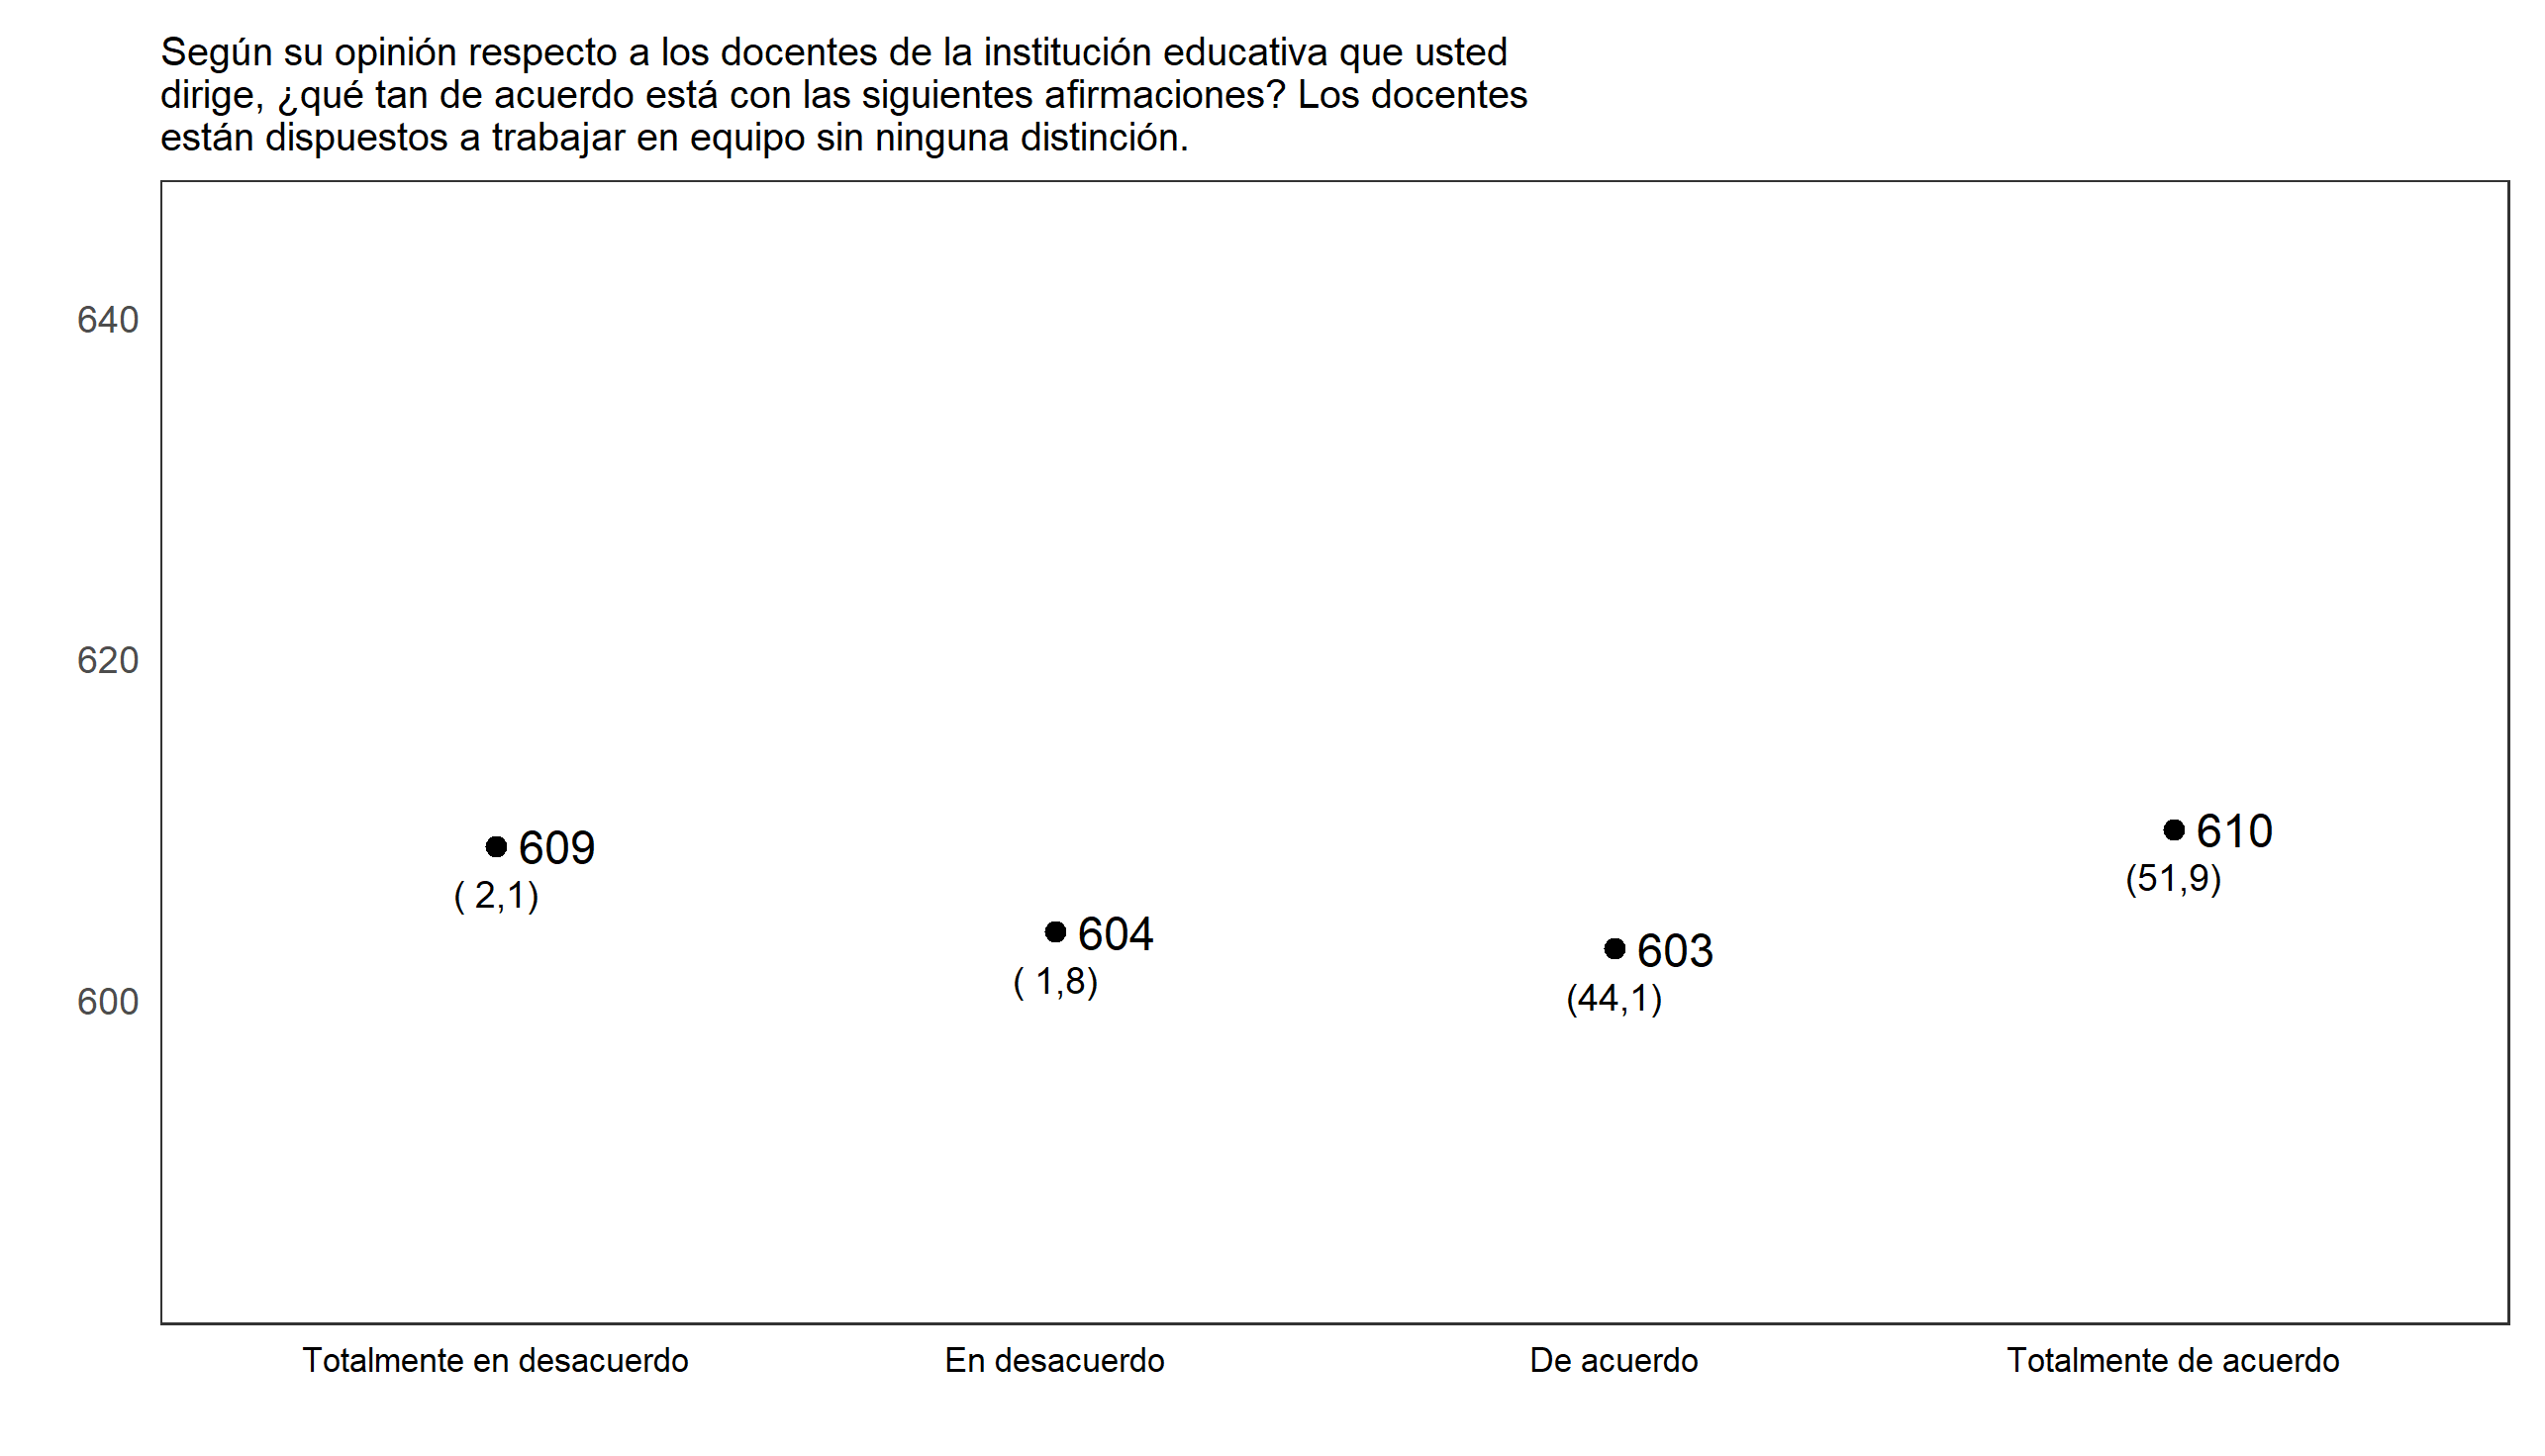 Según su opinión respecto a los docentes de la institución educativa que usted
dirige, ¿qué tan de acuerdo está con las siguientes afirmaciones? Los docentes
están dispuestos a trabajar en equipo sin ninguna distinción.
640
620
600
609
( 2,1)
604
( 1,8)
603
(44,1)
610
(51,9)
Totalmente en desacuerdo
En desacuerdo
De acuerdo
Totalmente de acuerdo